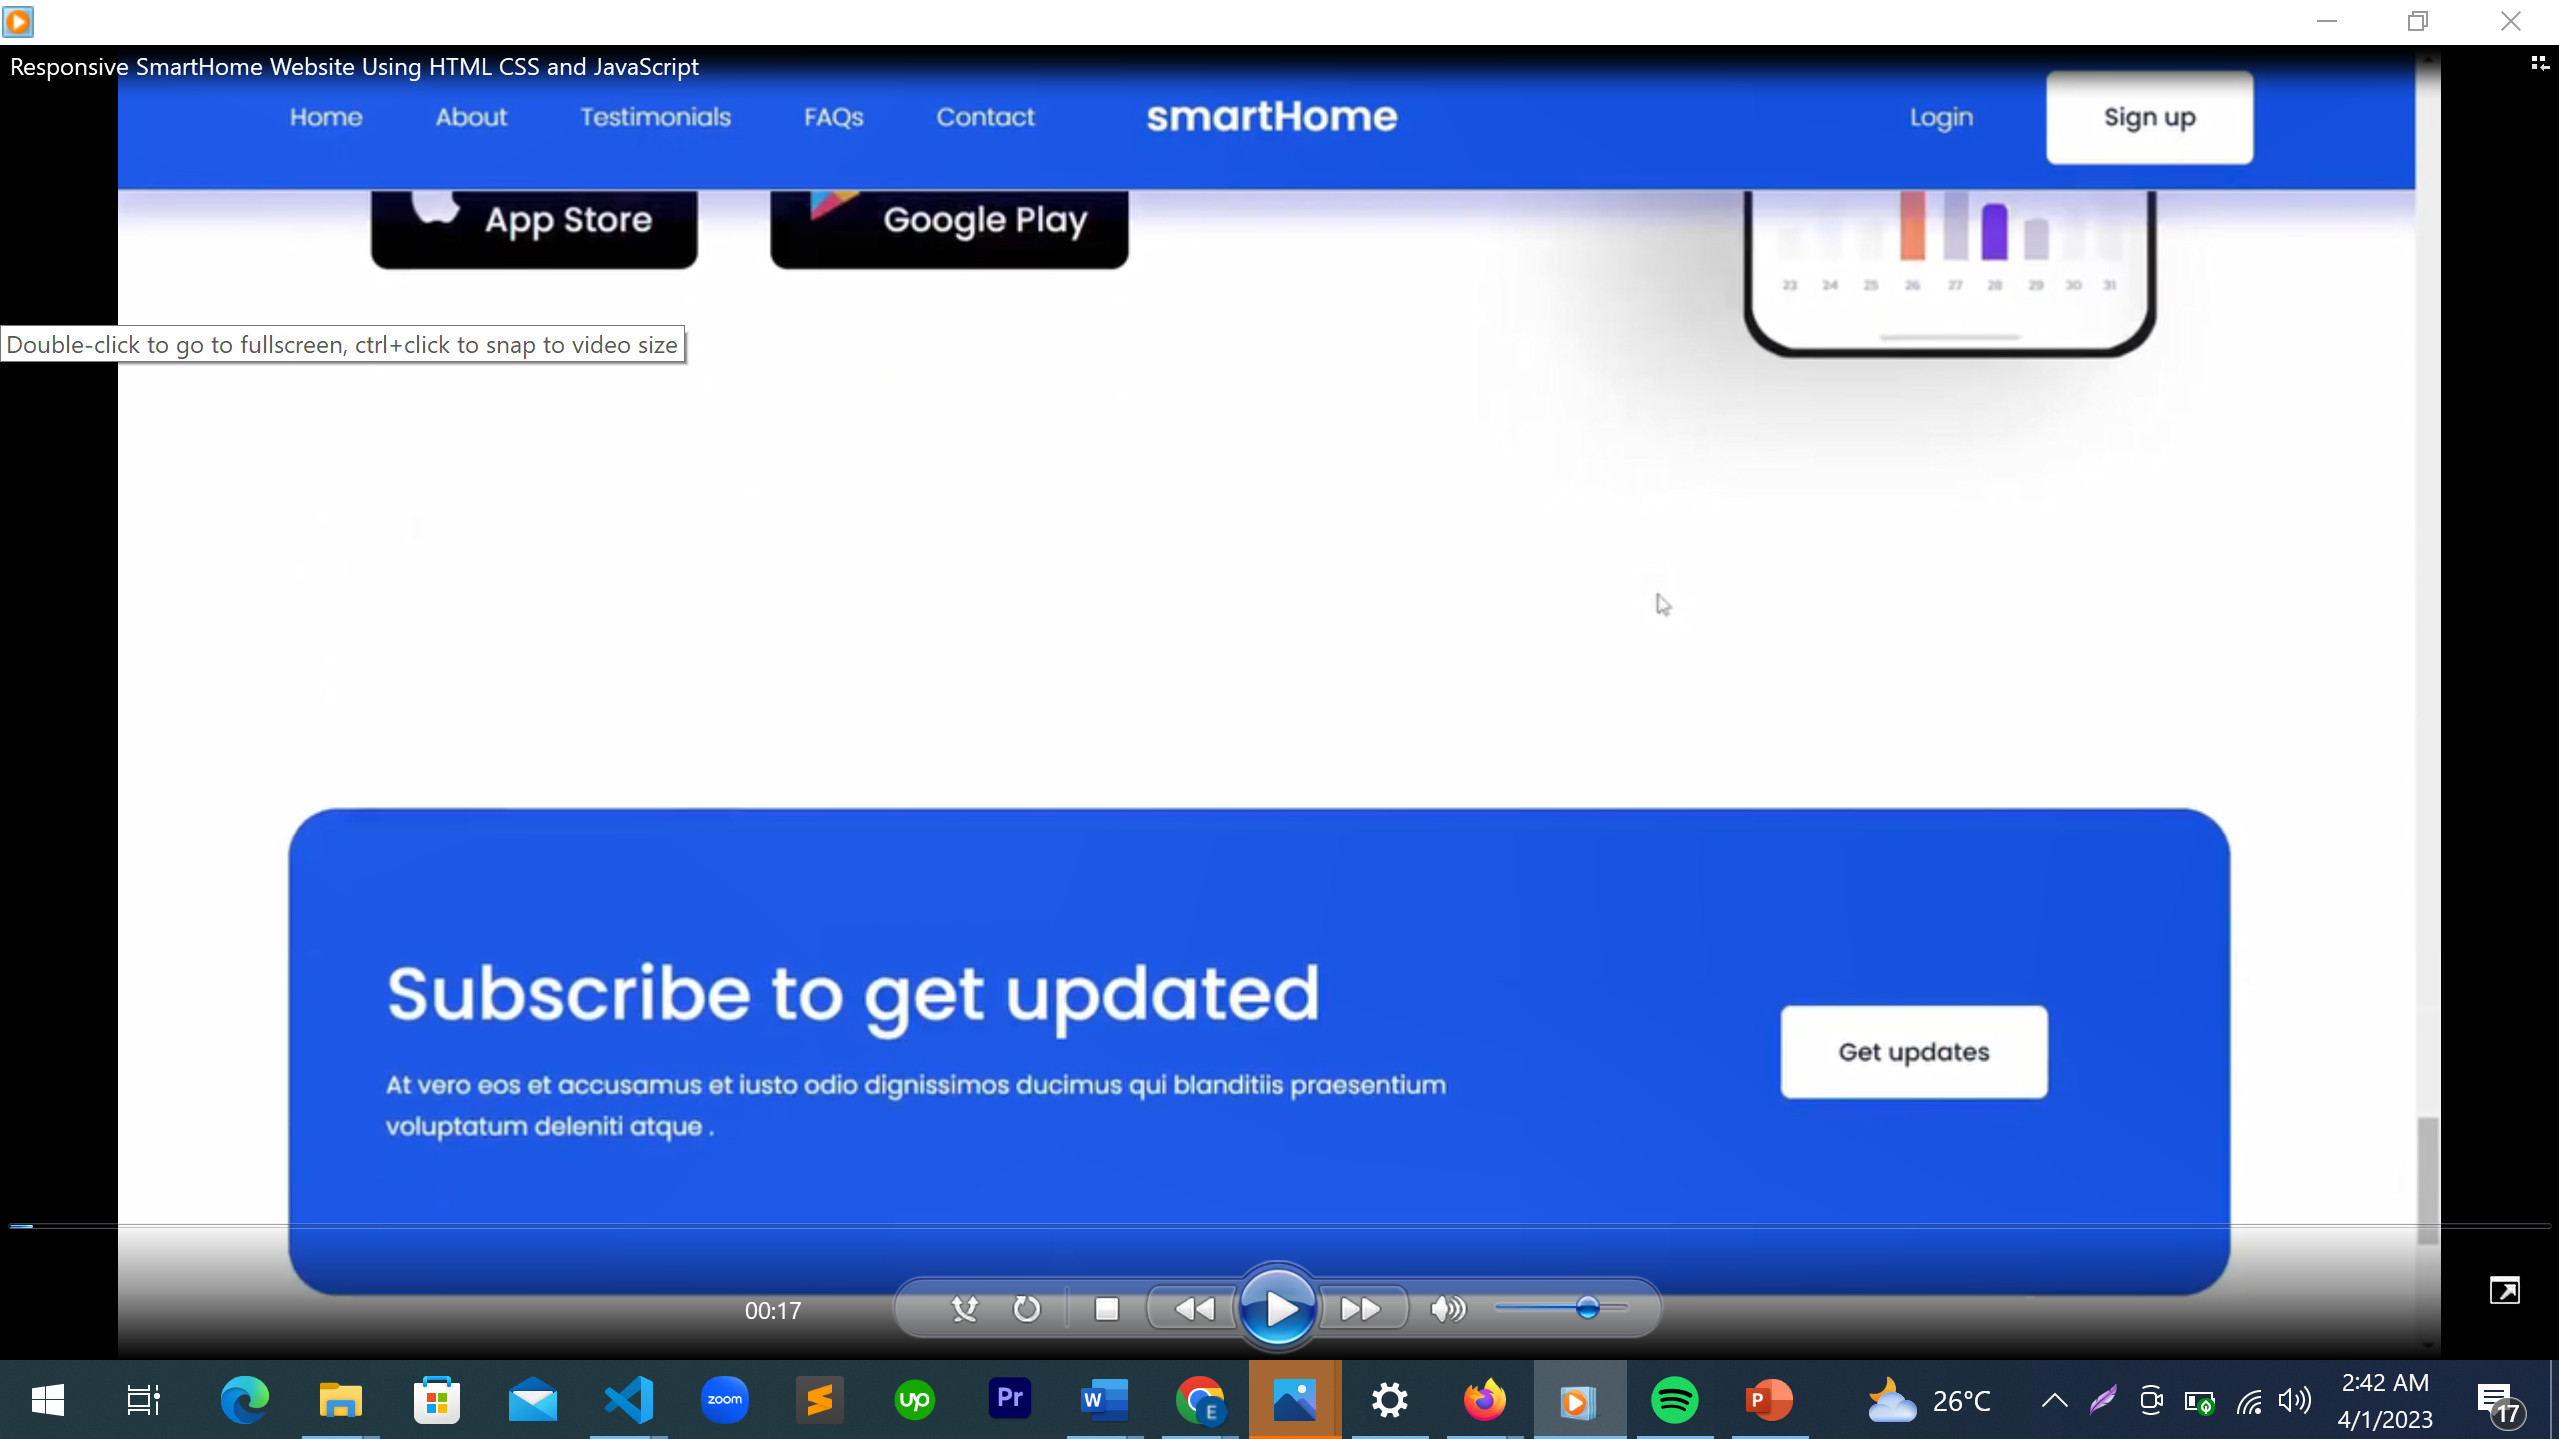 Responsive SmartHome Website Using HTML CSS and JavaScript
Home About Testimonials FAQs Contact smartHome Login Sign up
App Store Google Play
23 24 25 26 27 28 29 30 31
Double-click to go to fullscreen, ctrl+click to snap to video size
Subscribe to get updated
Get updates
At vero eos et accusamus et iusto odio dignissimos ducimus qui blanditiis praesentium
voluptatum deleniti atque .
00:17
zoom
up
Pr
W
E
P
26°C
2:42 AM
4/1/2023
17